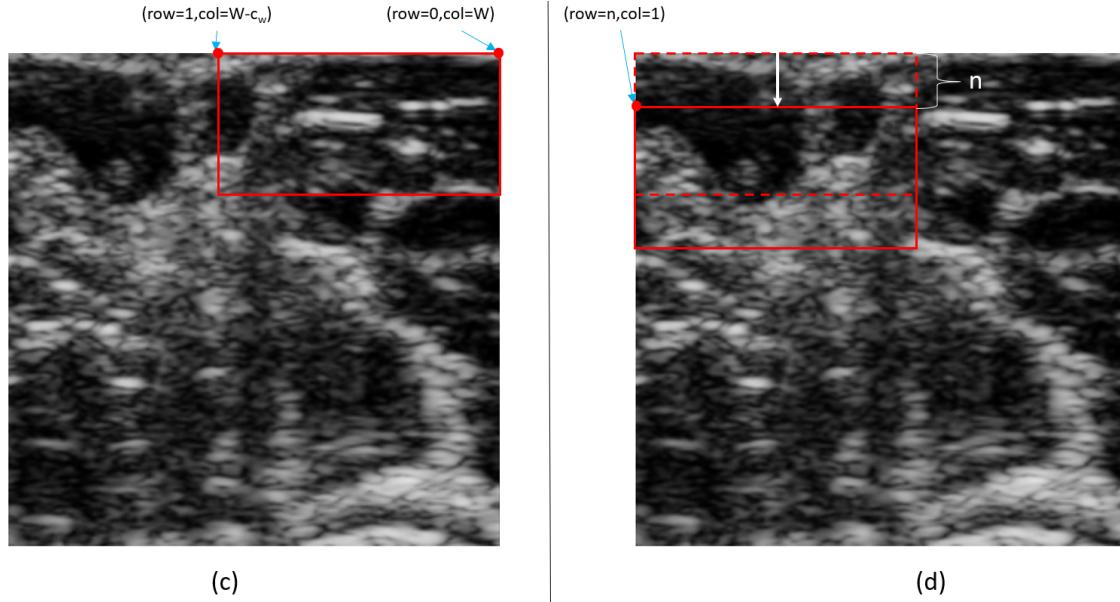 (row=1,col=W-c_w)
(row=0,col=W)
(row=n,col=1)
n
(c)
(d)